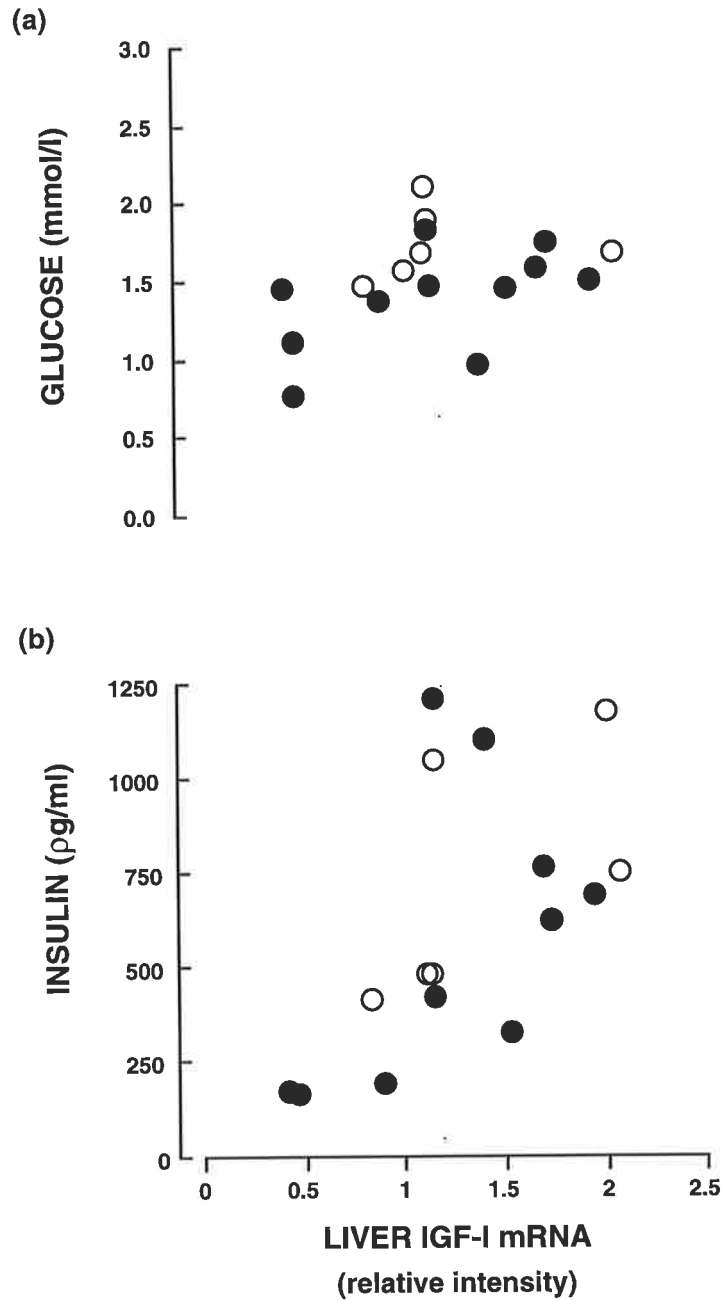 (a)
GLUCOSE (mmol/l)
3.0
2.5
2.0
1.5
1.0
0.5
0.0
(b)
INSULIN (ρg/ml)
1250
1000
750
500
250
0
0 0.5 1 1.5 2 2.5
LIVER IGF-I mRNA
(relative intensity)